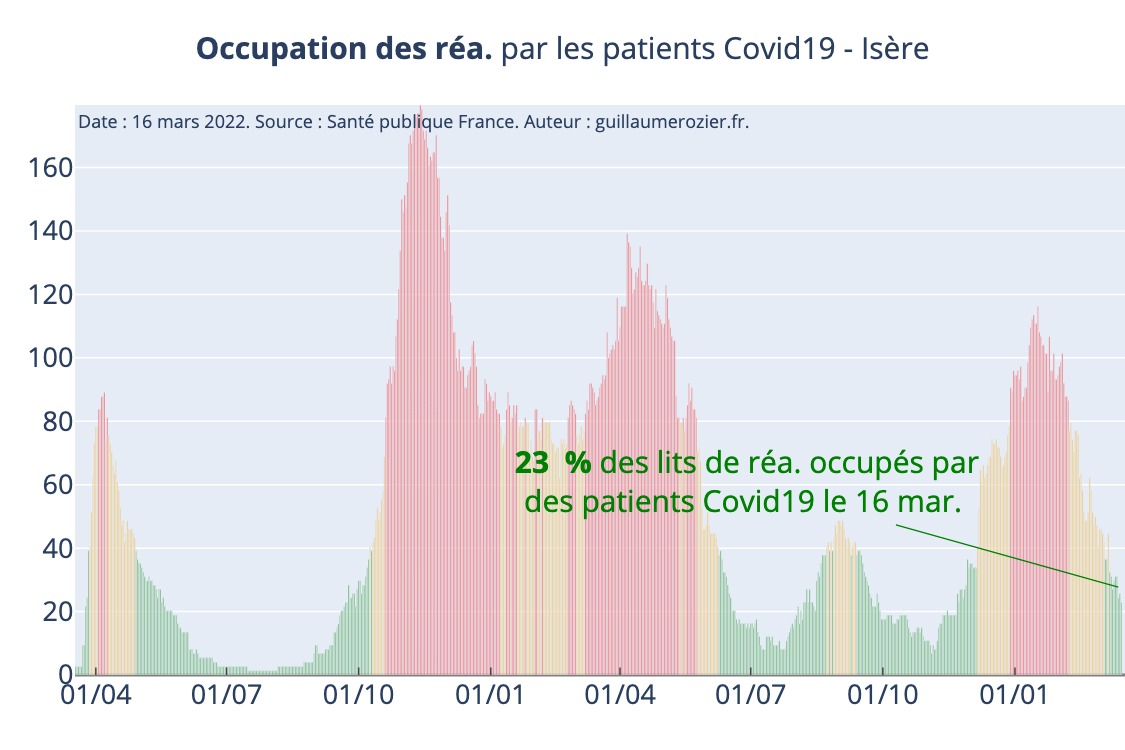 Occupation des réa. par les patients Covid19 - Isère
Date : 16 mars 2022. Source : Santé publique France. Auteur : guillaumerozier.fr.
160
140
120
100
80
60
40
20
0
23 % des lits de réa. occupés par
des patients Covid19 le 16 mar.
01/04 01/07 01/10 01/01 01/04 01/07 01/10 01/01